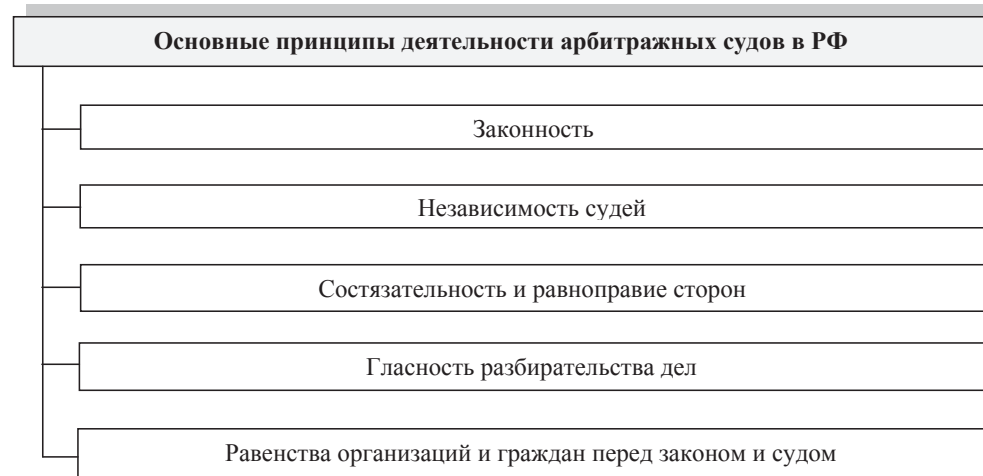 Основные принципы деятельности арбитражных судов в РФ
Законность
Независимость судей
Состязательность и равноправие сторон
Гласность разбирательства дел
Равенства организаций и граждан перед законом и судом